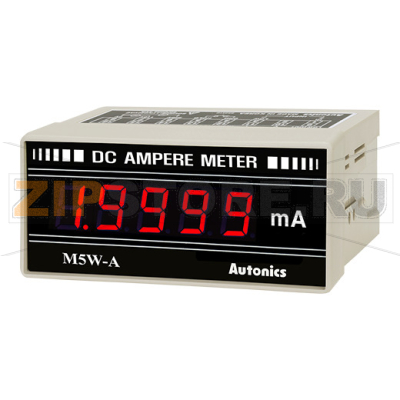 DC AMPERE METER
1.9999 mA
M5W-A
Autonics
ZIPSTORE.RU